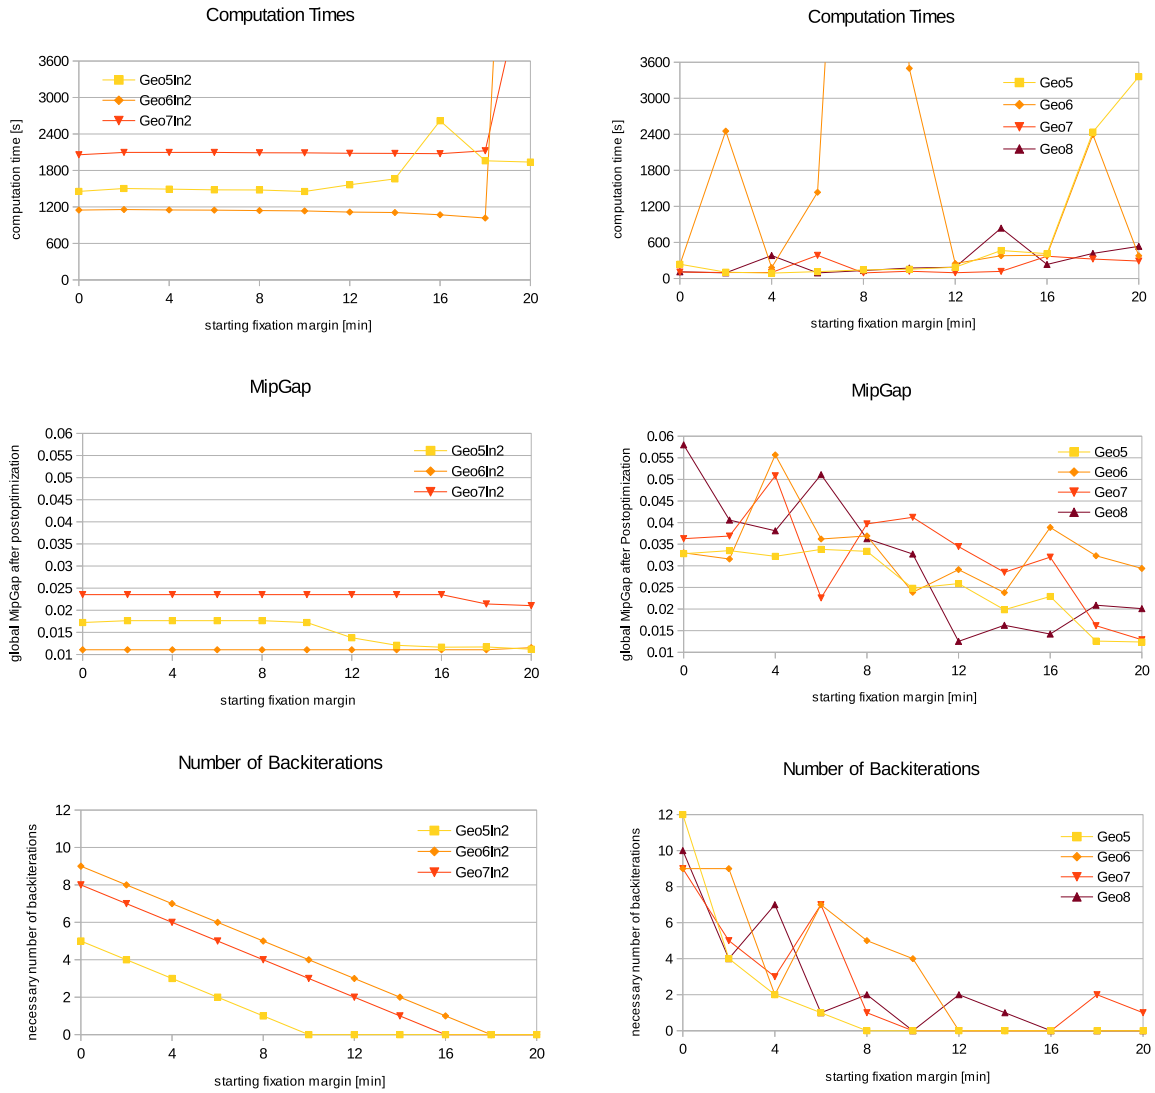 Computation Times
3600
3000
2400
1800
1200
600
0
0 4 8 12 16 20
computation time [s]
starting fixation margin [min]
Geo5In2
Geo6In2
Geo7In2
Computation Times
3600
3000
2400
1800
1200
600
0
0 4 8 12 16 20
computation time [s]
starting fixation margin [min]
Geo5
Geo6
Geo7
Geo8
MipGap
0.06
0.055
0.05
0.045
0.04
0.035
0.03
0.025
0.02
0.015
0.01
0 4 8 12 16 20
global MipGap after postoptimization
starting fixation margin
Geo5In2
Geo6In2
Geo7In2
MipGap
0.06
0.055
0.05
0.045
0.04
0.035
0.03
0.025
0.02
0.015
0.01
0 4 8 12 16 20
global MipGap after Postoptimization
starting fixation margin [min]
Geo5
Geo6
Geo7
Geo8
Number of Backiterations
12
10
8
6
4
2
0
0 4 8 12 16 20
necessary number of backiterations
starting fixation margin [min]
Geo5In2
Geo6In2
Geo7In2
Number of Backiterations
12
10
8
6
4
2
0
0 4 8 12 16 20
necessary number of backiterations
starting fixation margin [min]
Geo5
Geo6
Geo7
Geo8